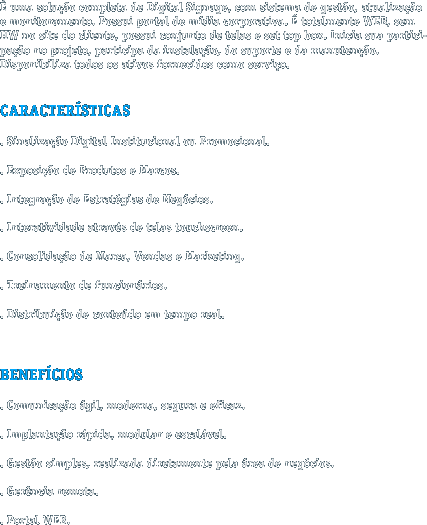 É uma solução completa de Digital Signage, com sistema de gestão, atualização
e monitoramento. Possui portal de mídia corporativa. É totalmente WEB, sem
HW no site do cliente, possui conjunto de telas e set top box. Inicia sua partici-
pação no projeto, participa da instalação, do suporte e da manutenção.
Disponibiliza todos os ativos fornecidos como serviço.
CARACTERÍSTICAS
. Sinalização Digital Institucional ou Promocional.
. Exposição de Produtos e Marcas.
. Integração de Estratégias de Negócios.
. Interatividade através de telas touchscreen.
. Consolidação da Marca, Vendas e Marketing.
. Treinamento de funcionários.
. Distribuição de conteúdo em tempo real.
BENEFÍCIOS
. Comunicação ágil, moderna, segura e eficaz.
. Implantação rápida, modular e escalável.
. Gestão simples, realizada diretamente pela área de negócios.
. Gerência remota.
. Portal WEB.